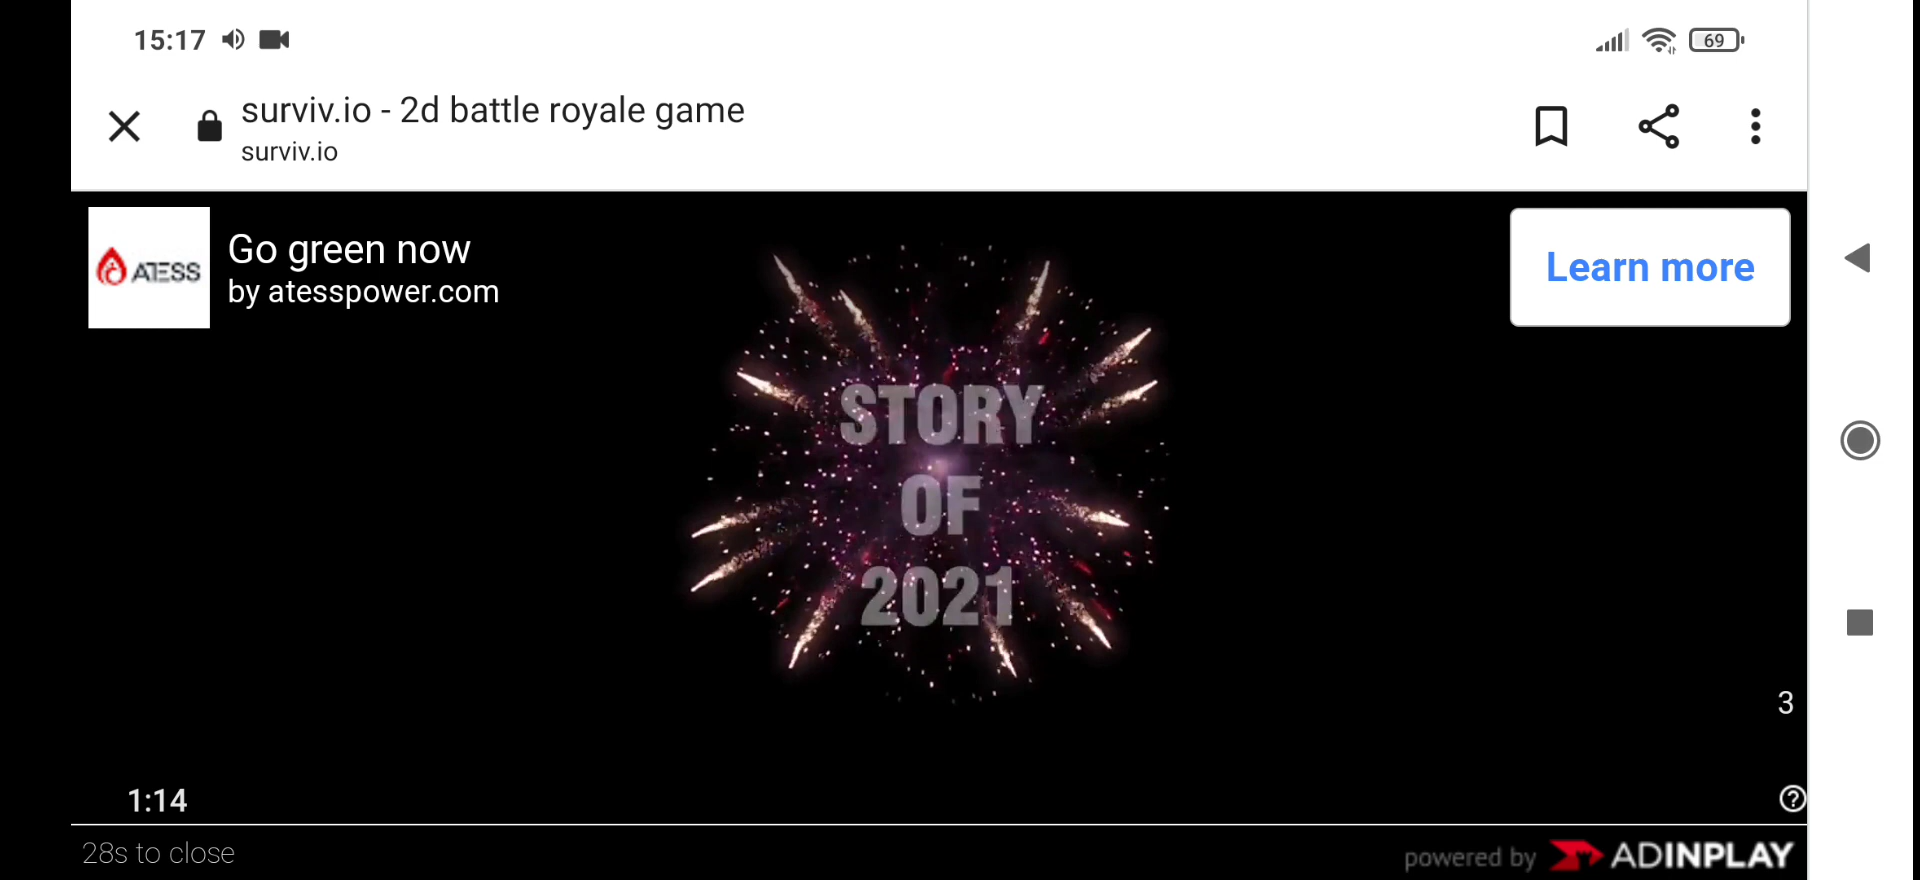 15:17
69
surviv.io - 2d battle royale game
surviv.io
ATESS
Go green now
by atesspower.com
Learn more
STORY
OF
2021
3
1:14
?
28s to close
powered by ADINPLAY